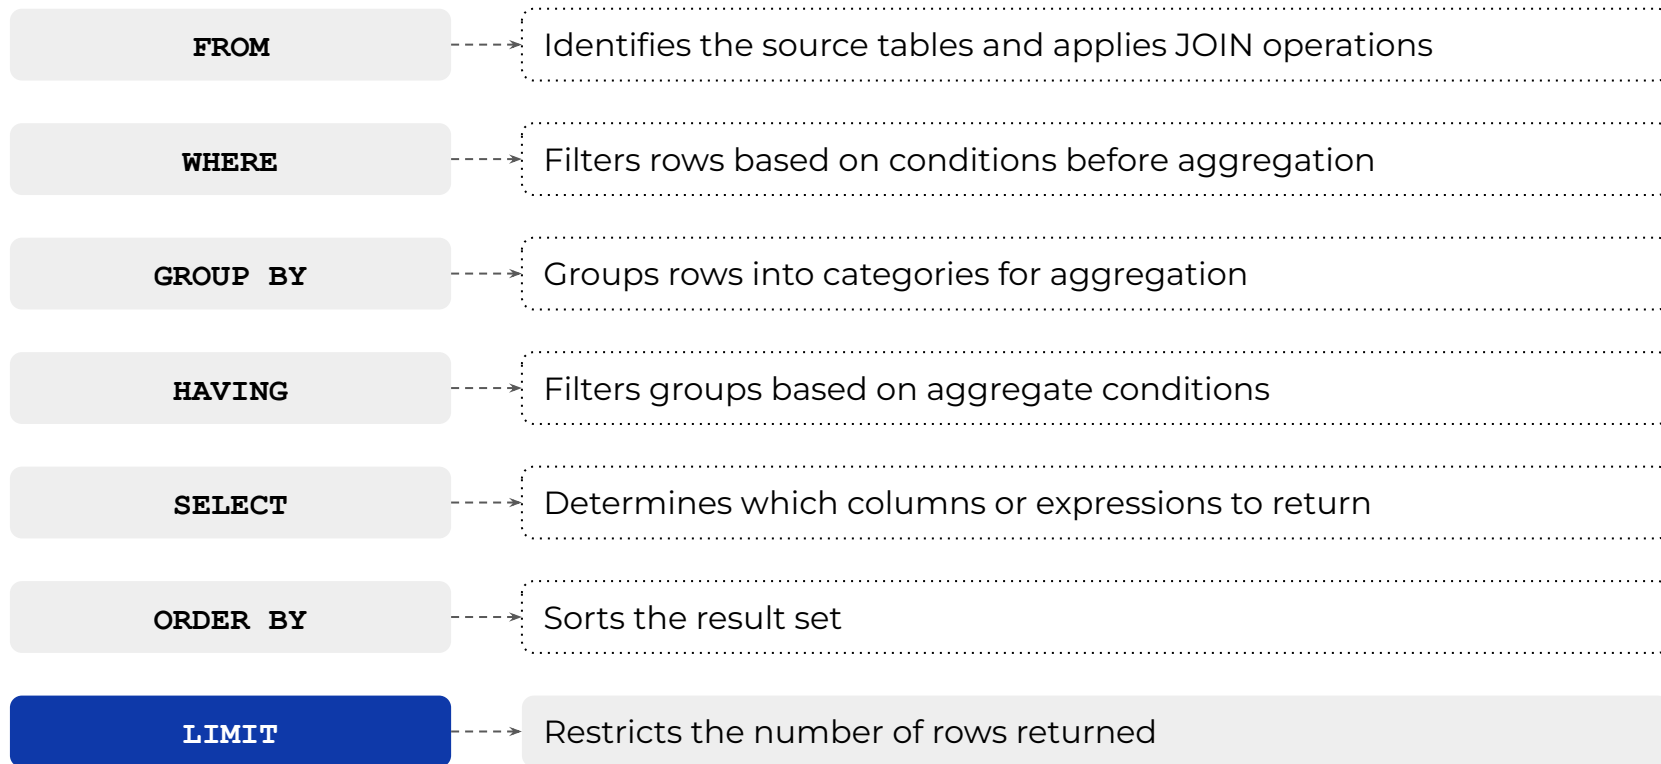 FROM
Identifies the source tables and applies JOIN operations
WHERE
Filters rows based on conditions before aggregation
GROUP BY
Groups rows into categories for aggregation
HAVING
Filters groups based on aggregate conditions
SELECT
Determines which columns or expressions to return
ORDER BY
Sorts the result set
LIMIT
Restricts the number of rows returned